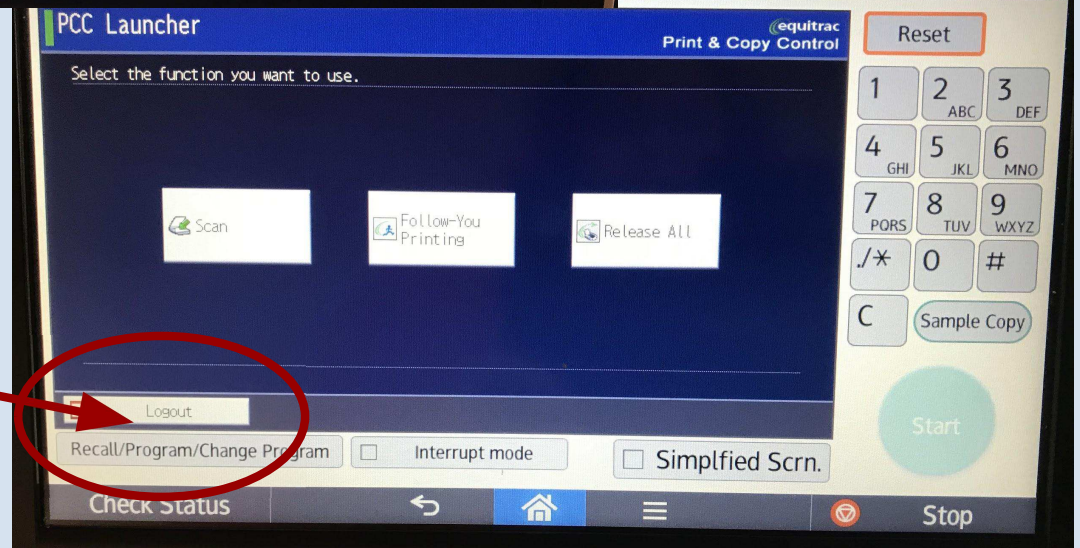 PCC Launcher
equitrac
Print & Copy Control
Select the function you want to use.
Scan
Follow-You
Printing
Release All
Logout
Recall/Program/Change Program
Interrupt mode
Simplfied Scrn.
Check Status
Stop
Reset
1
2 ABC
3 DEF
4 GHI
5 JKL
6 MNO
7 PQRS
8 TUV
9 WXYZ
./*
0
#
C
Sample Copy
Start